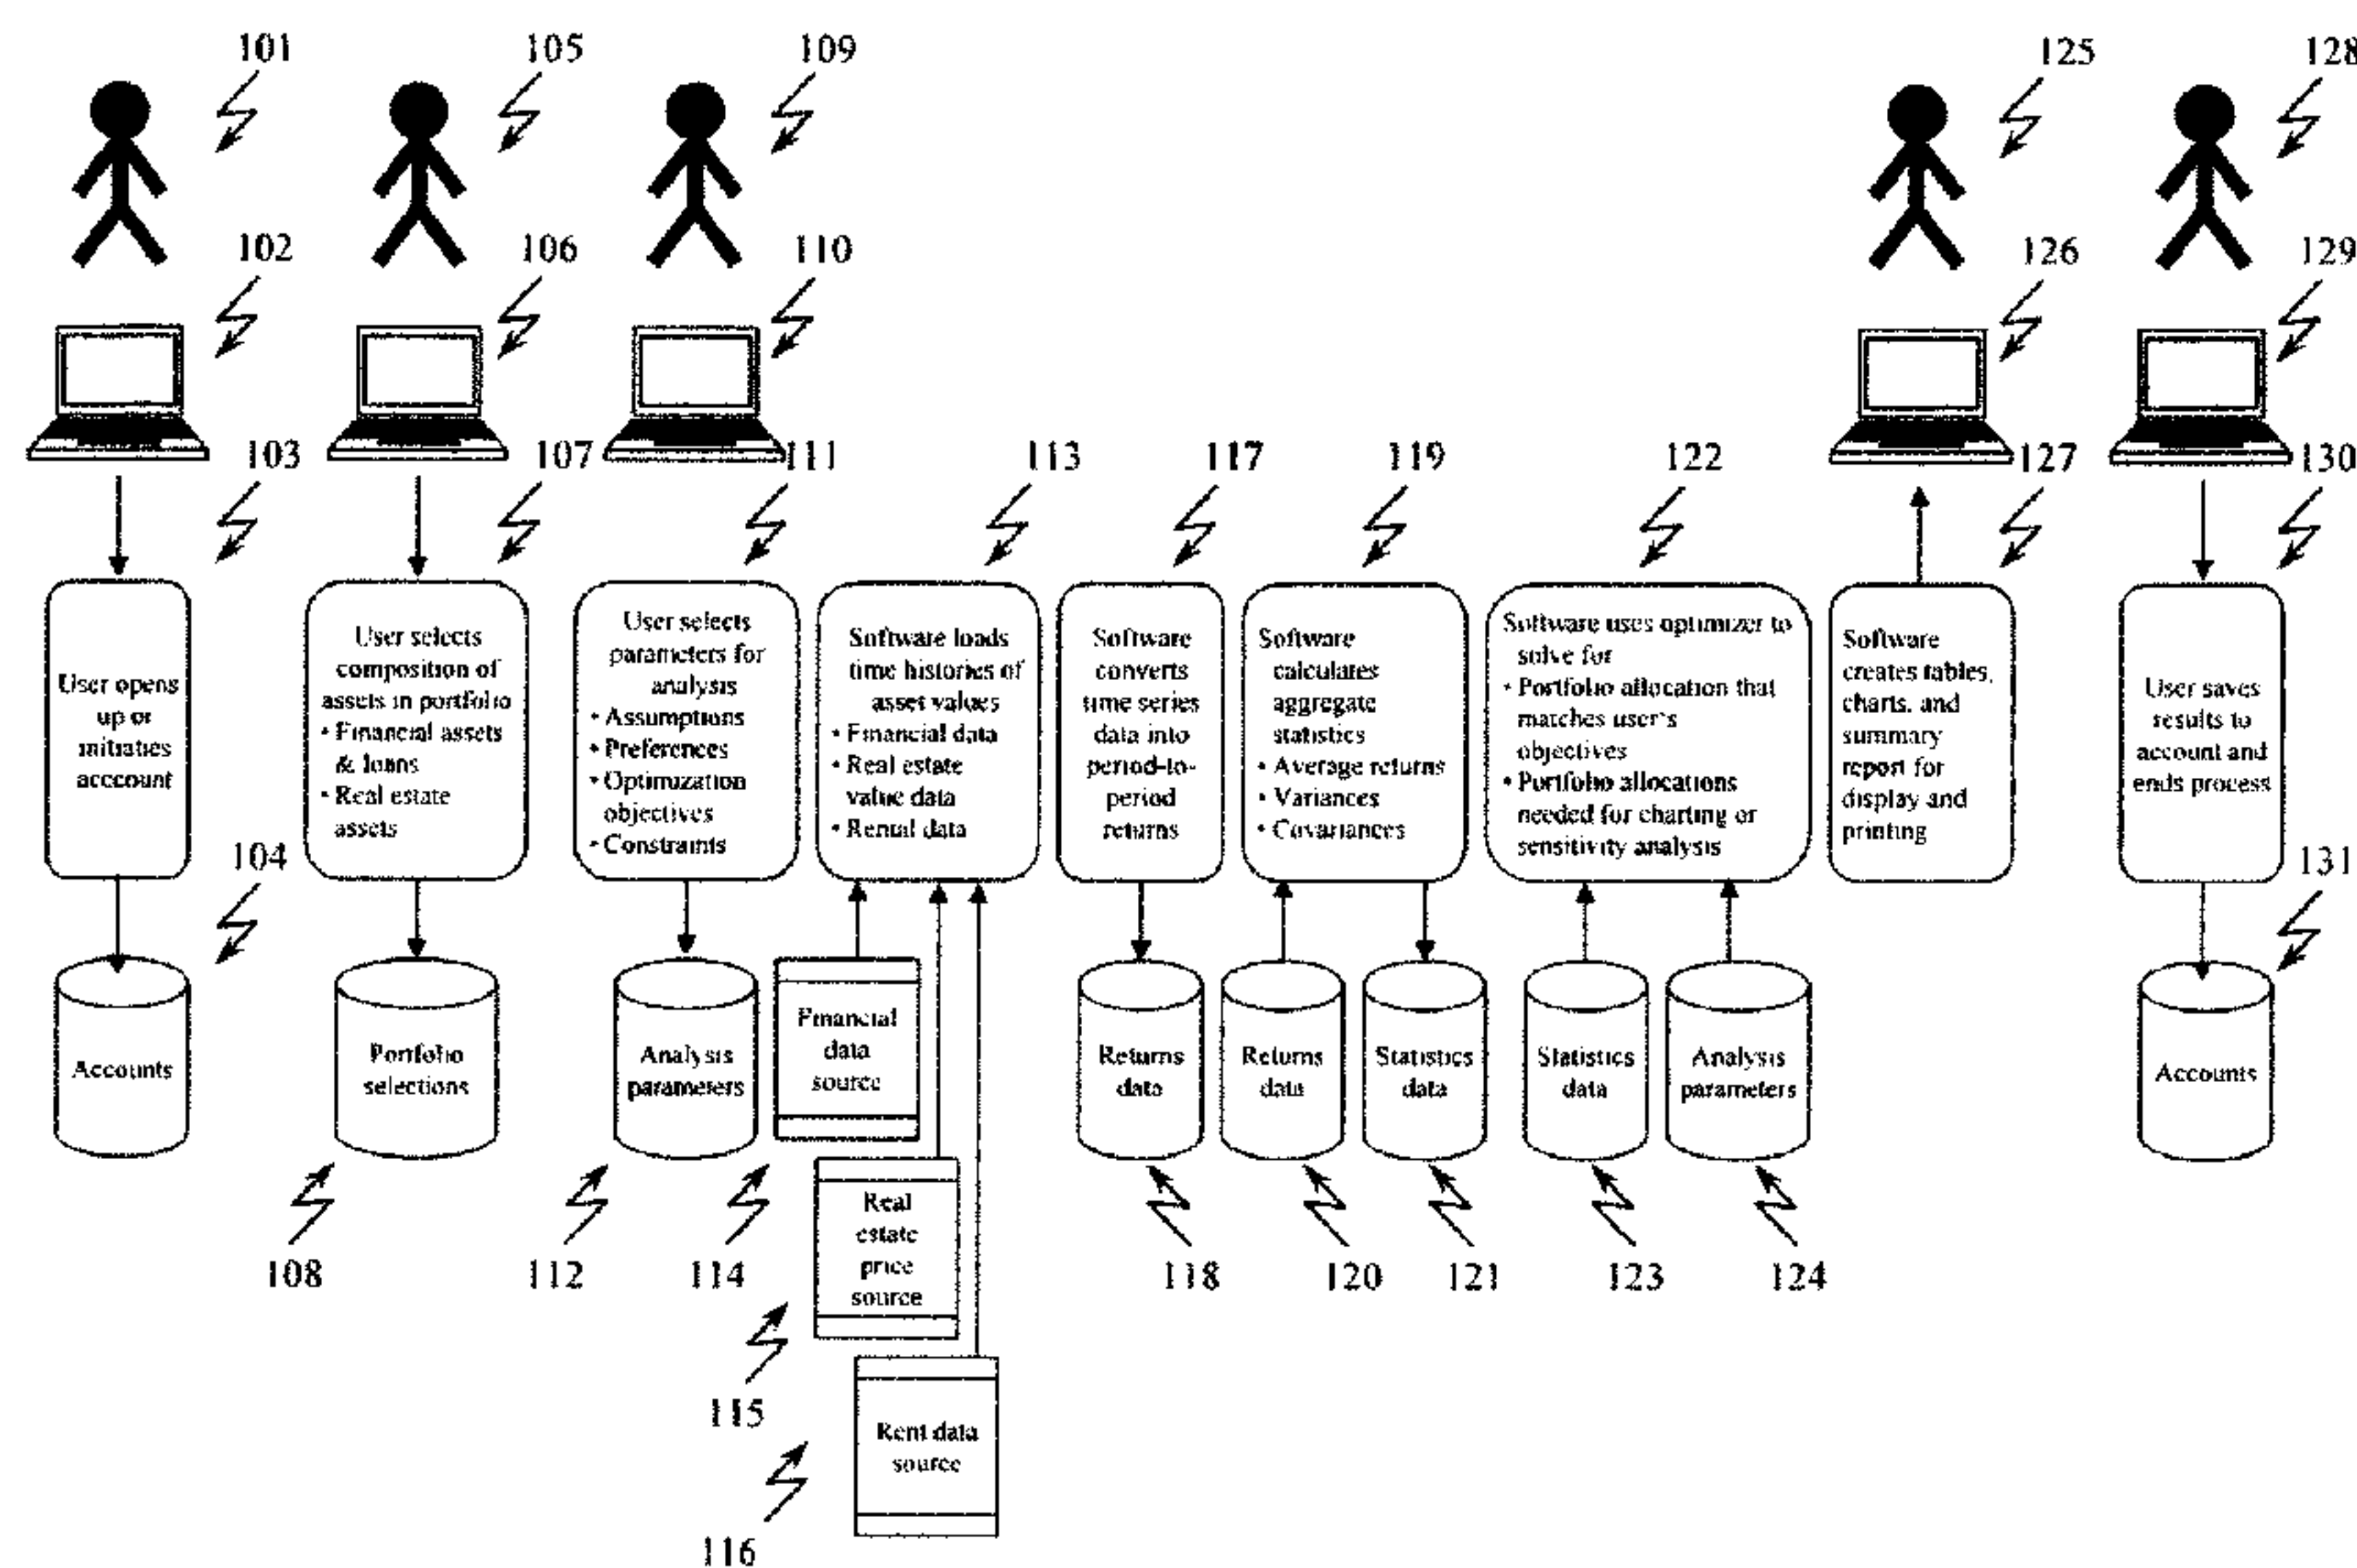 101
105
109
125
128
102
106
110
126
129
103
107
111
113
117
119
122
127
130
User opens
up or
initiaties
acccount
User selects
composition of
assets in portfolio
• Financial assets
& loans
• Real estate
assets
User selects
parameters for
analysis
• Assumptions
• Preferences
• Optimization
objectives
• Constraints
Software loads
time histories of
asset values
• Financial data
• Real estate
value data
• Rental data
Software
converts
time series
data into
period-to-
period
returns
Software
calculates
aggregate
statistics
• Average returns
• Variances
• Covariances
Software uses optimizer to
solve for
• Portfolio allocation that
matches user's
objectives
• Portfolio allocations
needed for charting or
sensitivity analysis
Software
creates tables,
charts, and
summary
report for
display and
printing
User saves
results to
account and
ends process
104
131
Accounts
Portfolio
selections
Analysis
parameters
Financial
data
source
Returns
data
Returns
data
Statistics
data
Statistics
data
Analysis
parameters
Accounts
108
112
114
Real
estate
price
source
118
120
121
123
124
115
Rent data
source
116